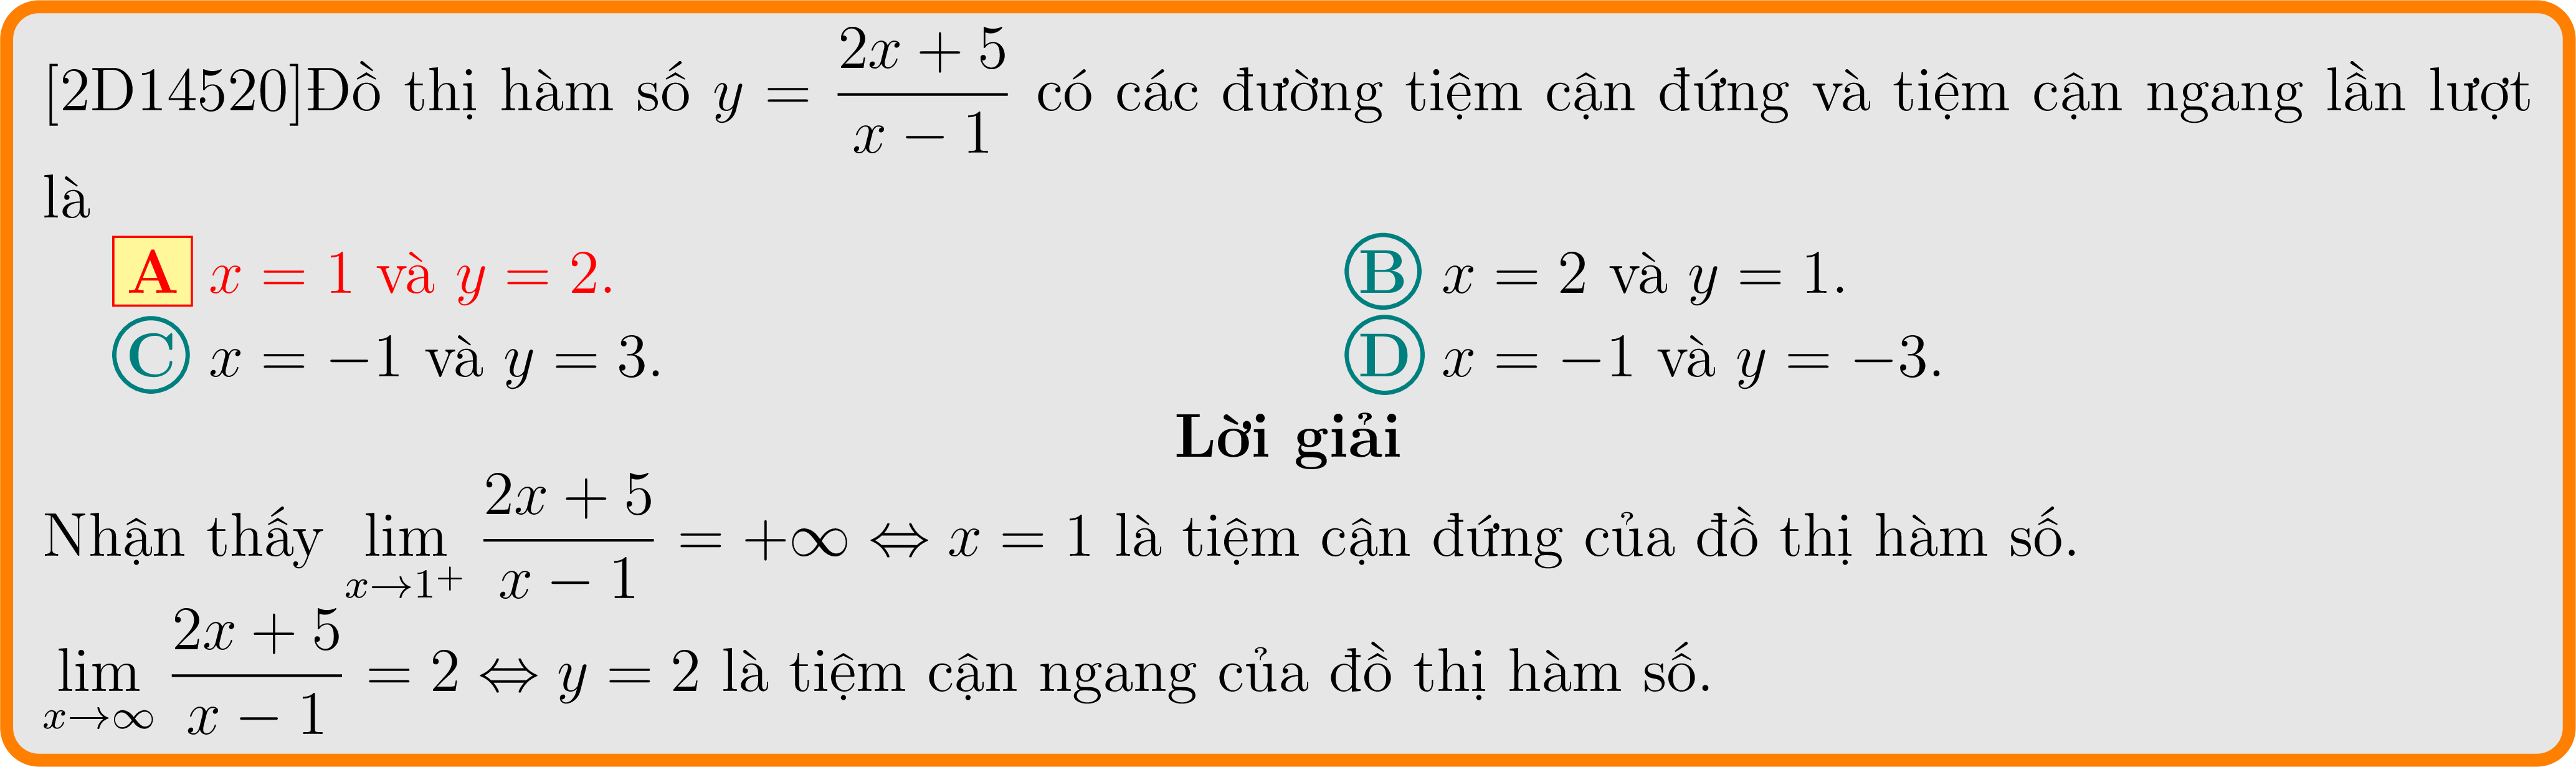 [2D14520]Đồ thị hàm số $y = \dfrac{2x+5}{x-1}$ có các đường tiệm cận đứng và tiệm cận ngang lần lượt
là
A $x = 1$ và $y = 2$. B $x = 2$ và $y = 1$.
C $x = -1$ và $y = 3$. D $x = -1$ và $y = -3$.
Lời giải
Nhận thấy $\lim\limits_{x \to 1^+} \dfrac{2x+5}{x-1} = +\infty \Leftrightarrow x = 1$ là tiệm cận đứng của đồ thị hàm số.
$\lim\limits_{x \to \infty} \dfrac{2x+5}{x-1} = 2 \Leftrightarrow y = 2$ là tiệm cận ngang của đồ thị hàm số.